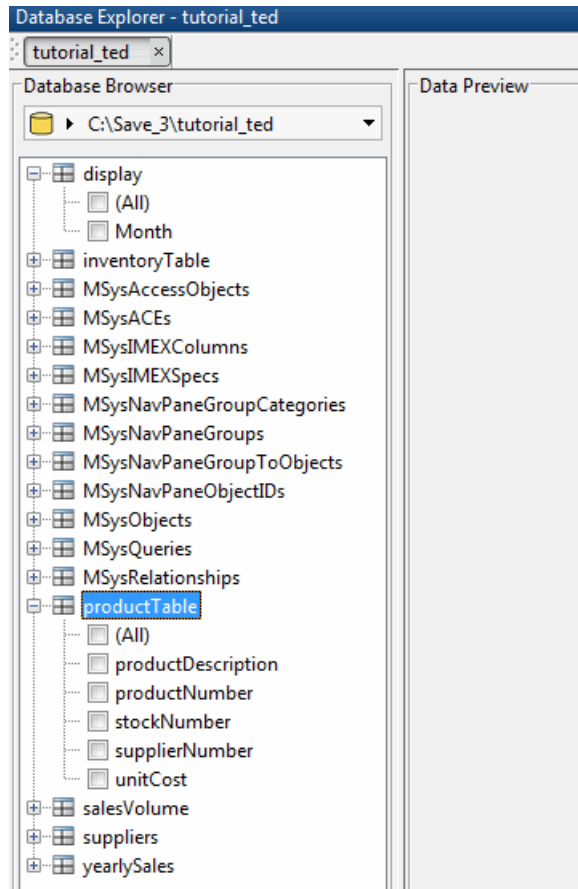 Database Explorer - tutorial_ted
tutorial_ted ×
Database Browser
C:\Save_3\tutorial_ted
display
(All)
Month
inventoryTable
MSysAccessObjects
MSysACEs
MSysIMEXColumns
MSysIMEXSpecs
MSysNavPaneGroupCategories
MSysNavPaneGroups
MSysNavPaneGroupToObjects
MSysNavPaneObjectIDs
MSysObjects
MSysQueries
MSysRelationships
productTable
(All)
productDescription
productNumber
stockNumber
supplierNumber
unitCost
salesVolume
suppliers
yearlySales
Data Preview